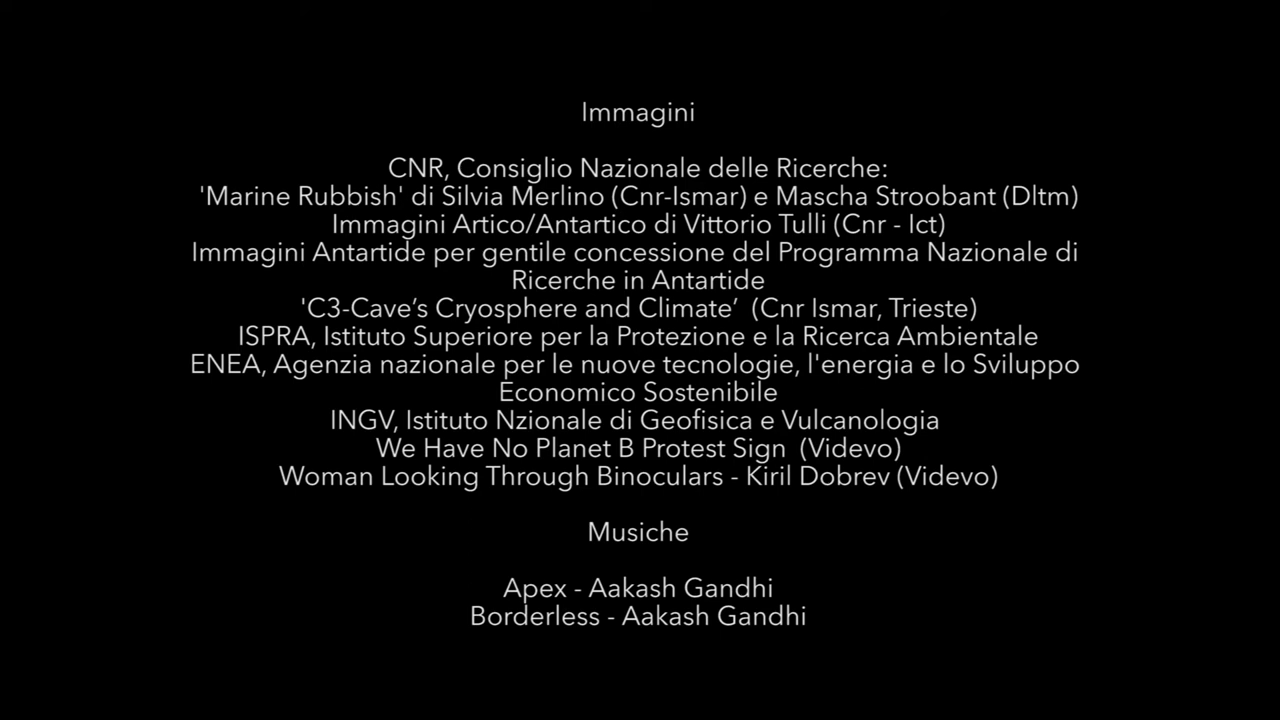 Immagini
CNR, Consiglio Nazionale delle Ricerche:
'Marine Rubbish' di Silvia Merlino (Cnr-Ismar) e Mascha Stroobant (Dltm)
Immagini Artico/Antartico di Vittorio Tulli (Cnr - Ict)
Immagini Antartide per gentile concessione del Programma Nazionale di
Ricerche in Antartide
'C3-Cave’s Cryosphere and Climate’  (Cnr Ismar, Trieste)
ISPRA, Istituto Superiore per la Protezione e la Ricerca Ambientale
ENEA, Agenzia nazionale per le nuove tecnologie, l'energia e lo Sviluppo
Economico Sostenibile
INGV, Istituto Nzionale di Geofisica e Vulcanologia
We Have No Planet B Protest Sign  (Videvo)
Woman Looking Through Binoculars - Kiril Dobrev (Videvo)
Musiche
Apex - Aakash Gandhi
Borderless - Aakash Gandhi